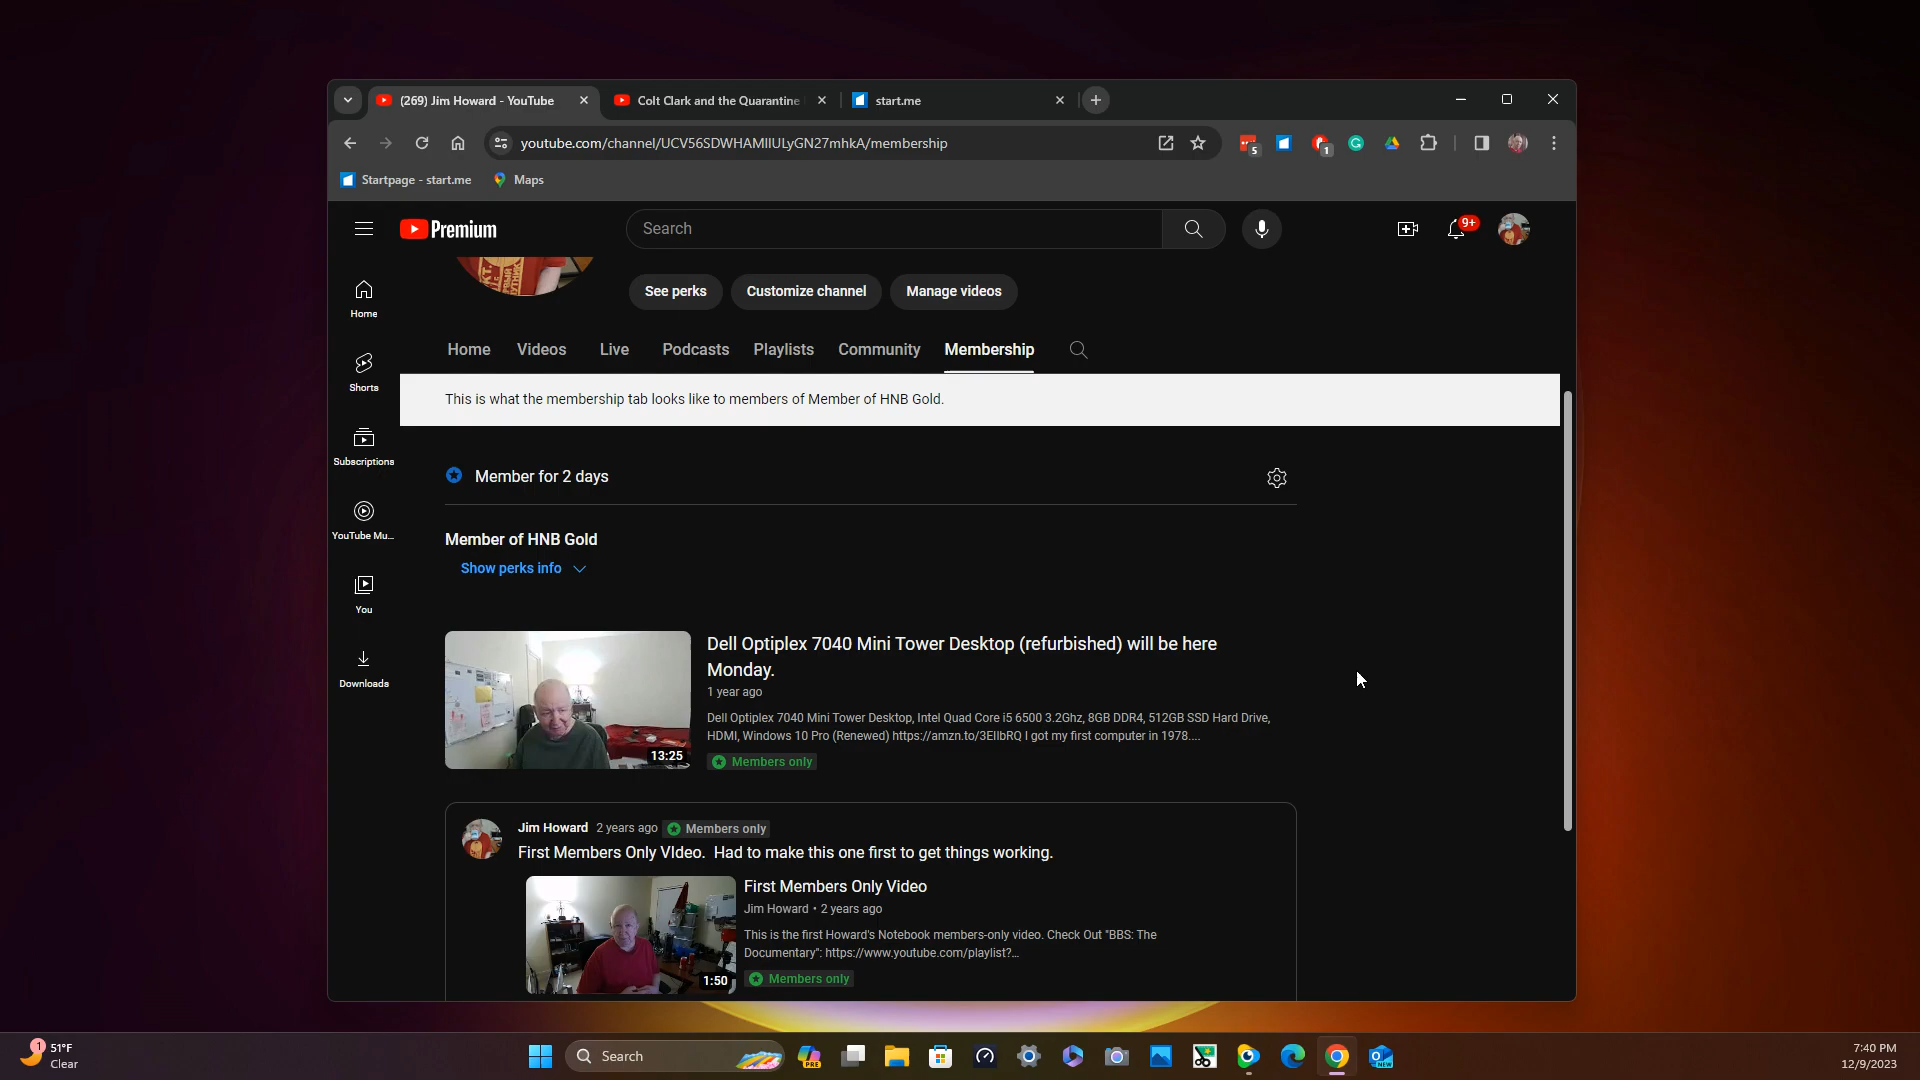 (269) Jim Howard - YouTube
Colt Clark and the Quarantine
start.me
youtube.com/channel/UCV56SDWHAMIIULyGN27mhkA/membership
5
1
Startpage - start.me
Maps
Premium
Search
9+
See perks
Customize channel
Manage videos
Home
Videos
Live
Podcasts
Playlists
Community
Membership
Home
Shorts
Subscriptions
YouTube Mu...
You
Downloads
This is what the membership tab looks like to members of Member of HNB Gold.
Member for 2 days
Member of HNB Gold
Show perks info
13:25
Dell Optiplex 7040 Mini Tower Desktop (refurbished) will be here
Monday.
1 year ago
Dell Optiplex 7040 Mini Tower Desktop, Intel Quad Core i5 6500 3.2Ghz, 8GB DDR4, 512GB SSD Hard Drive,
HDMI, Windows 10 Pro (Renewed) https://amzn.to/3EIIbRQ I got my first computer in 1978....
Members only
Jim Howard 2 years ago Members only
First Members Only VIdeo.  Had to make this one first to get things working.
1:50
First Members Only Video
Jim Howard • 2 years ago
This is the first Howard's Notebook members-only video. Check Out "BBS: The
Documentary": https://www.youtube.com/playlist?...
Members only
1
51°F
Clear
Search
PRE
NEW
7:40 PM
12/9/2023